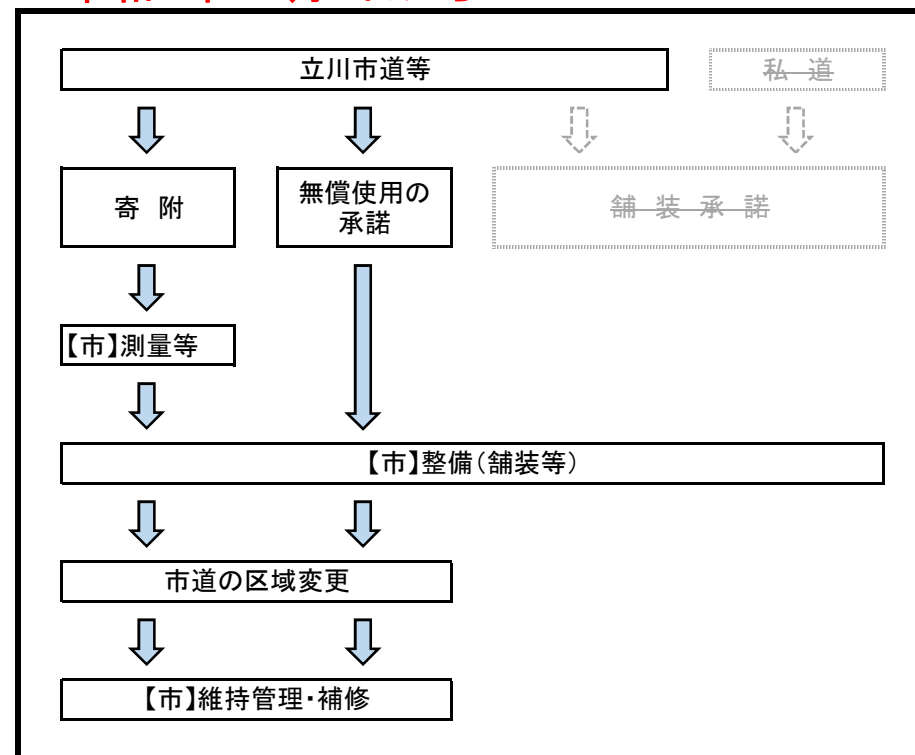 立川市道等
私 道
寄 附
無償使用の
承諾
舗 装 承 諾
【市】測量等
【市】整備(舗装等)
市道の区域変更
【市】維持管理・補修